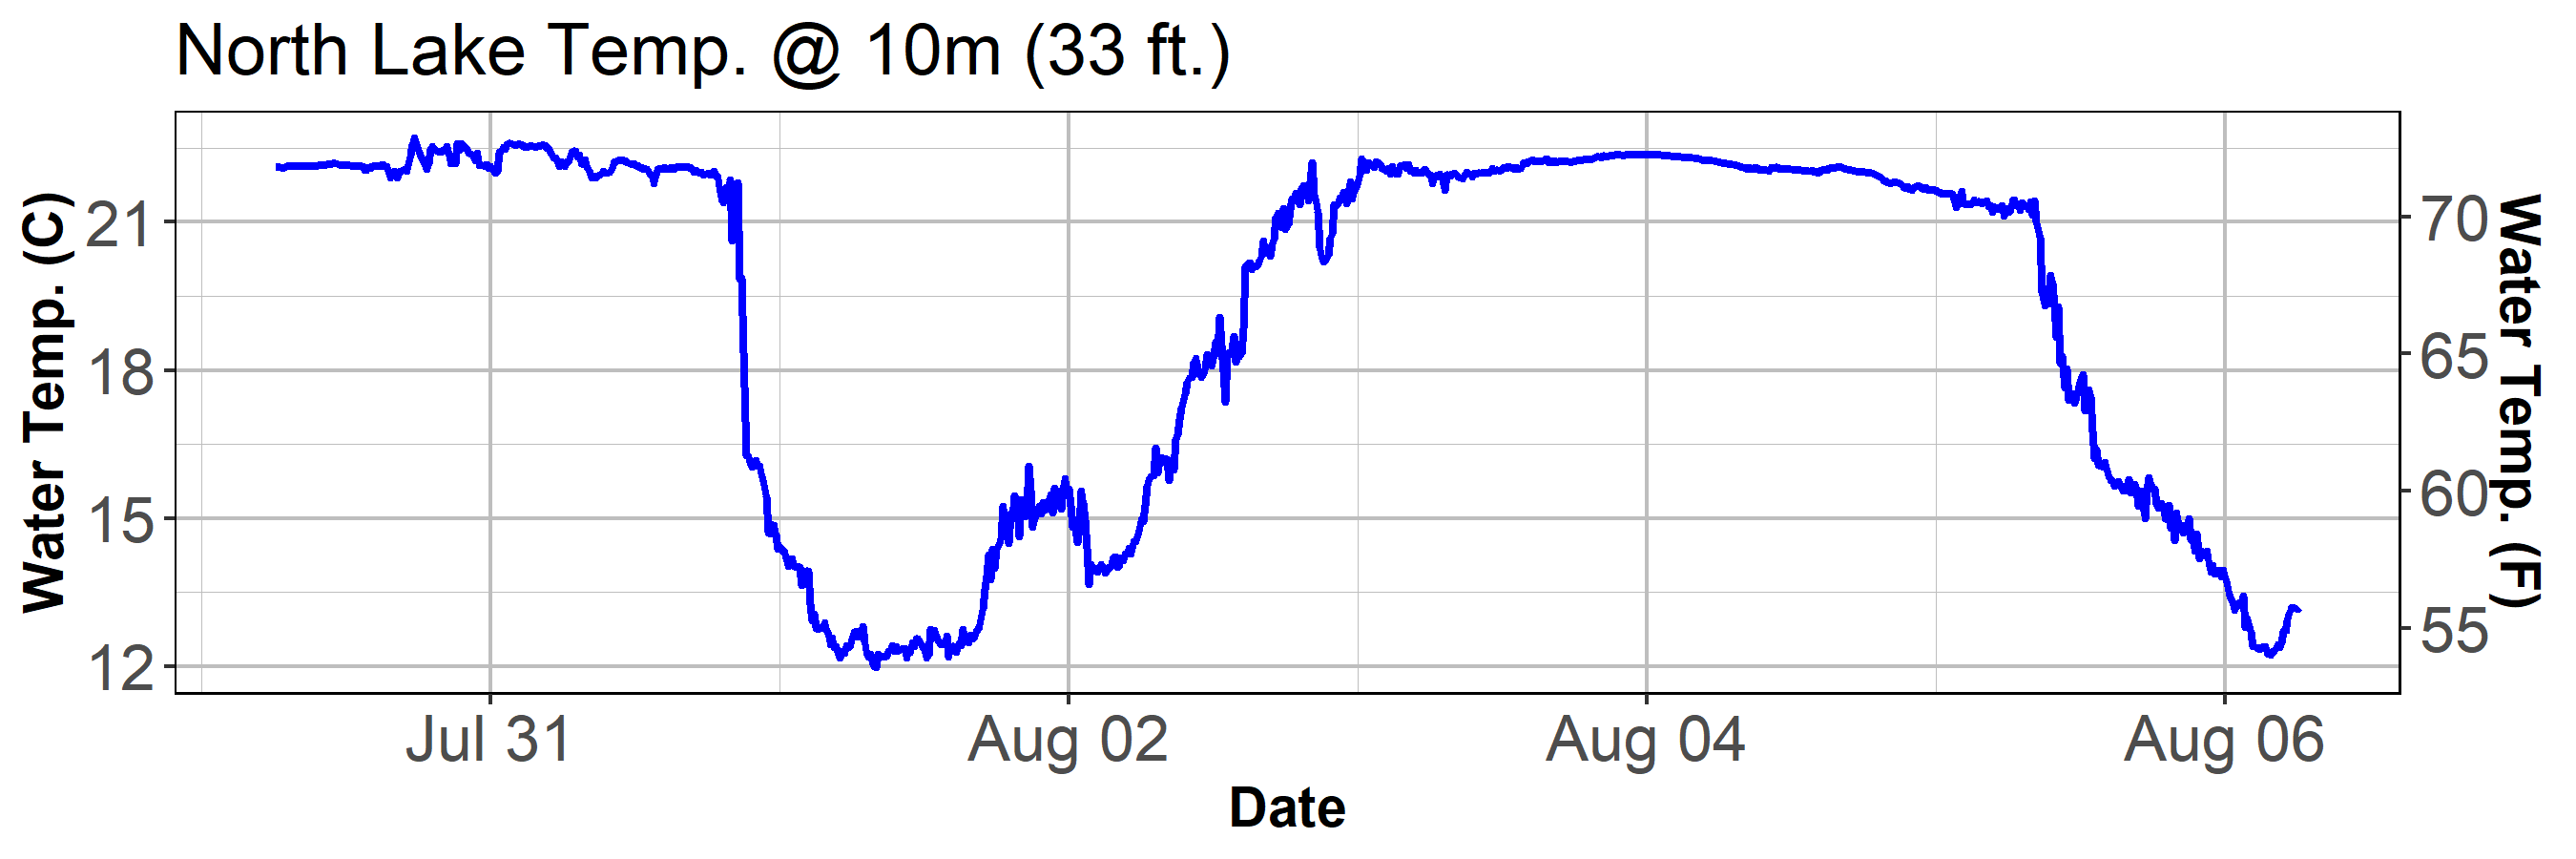 North Lake Temp. @ 10m (33 ft.)
Water Temp. (C)
21
18
15
12
70
65
60
55
Water Temp. (F)
Jul 31
Aug 02
Aug 04
Aug 06
Date